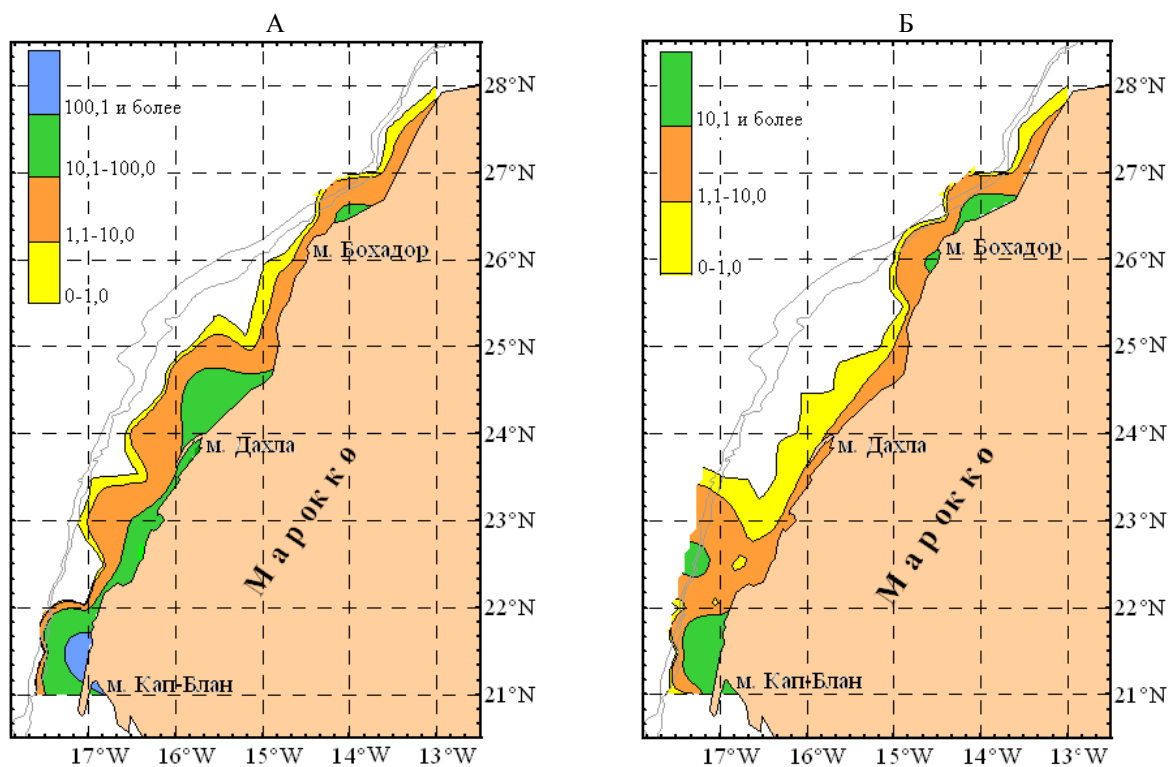 А
100,1 и более
10,1-100,0
1,1-10,0
0-1,0
28°N
27°N
26°N
25°N
24°N
23°N
22°N
21°N
м. Бохадор
м. Дахла
Марокко
м. Кап-Блан
17°W 16°W 15°W 14°W 13°W
Б
10,1 и более
1,1-10,0
0-1,0
28°N
27°N
26°N
25°N
24°N
23°N
22°N
21°N
м. Бохадор
м. Дахла
Марокко
м. Кап-Блан
17°W 16°W 15°W 14°W 13°W